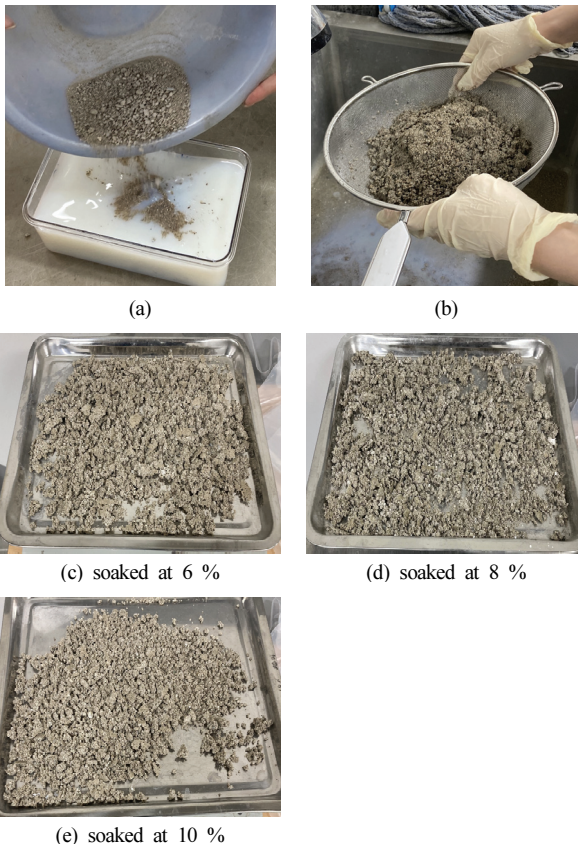 (a)
(b)
(c) soaked at 6 %
(d) soaked at 8 %
(e) soaked at 10 %